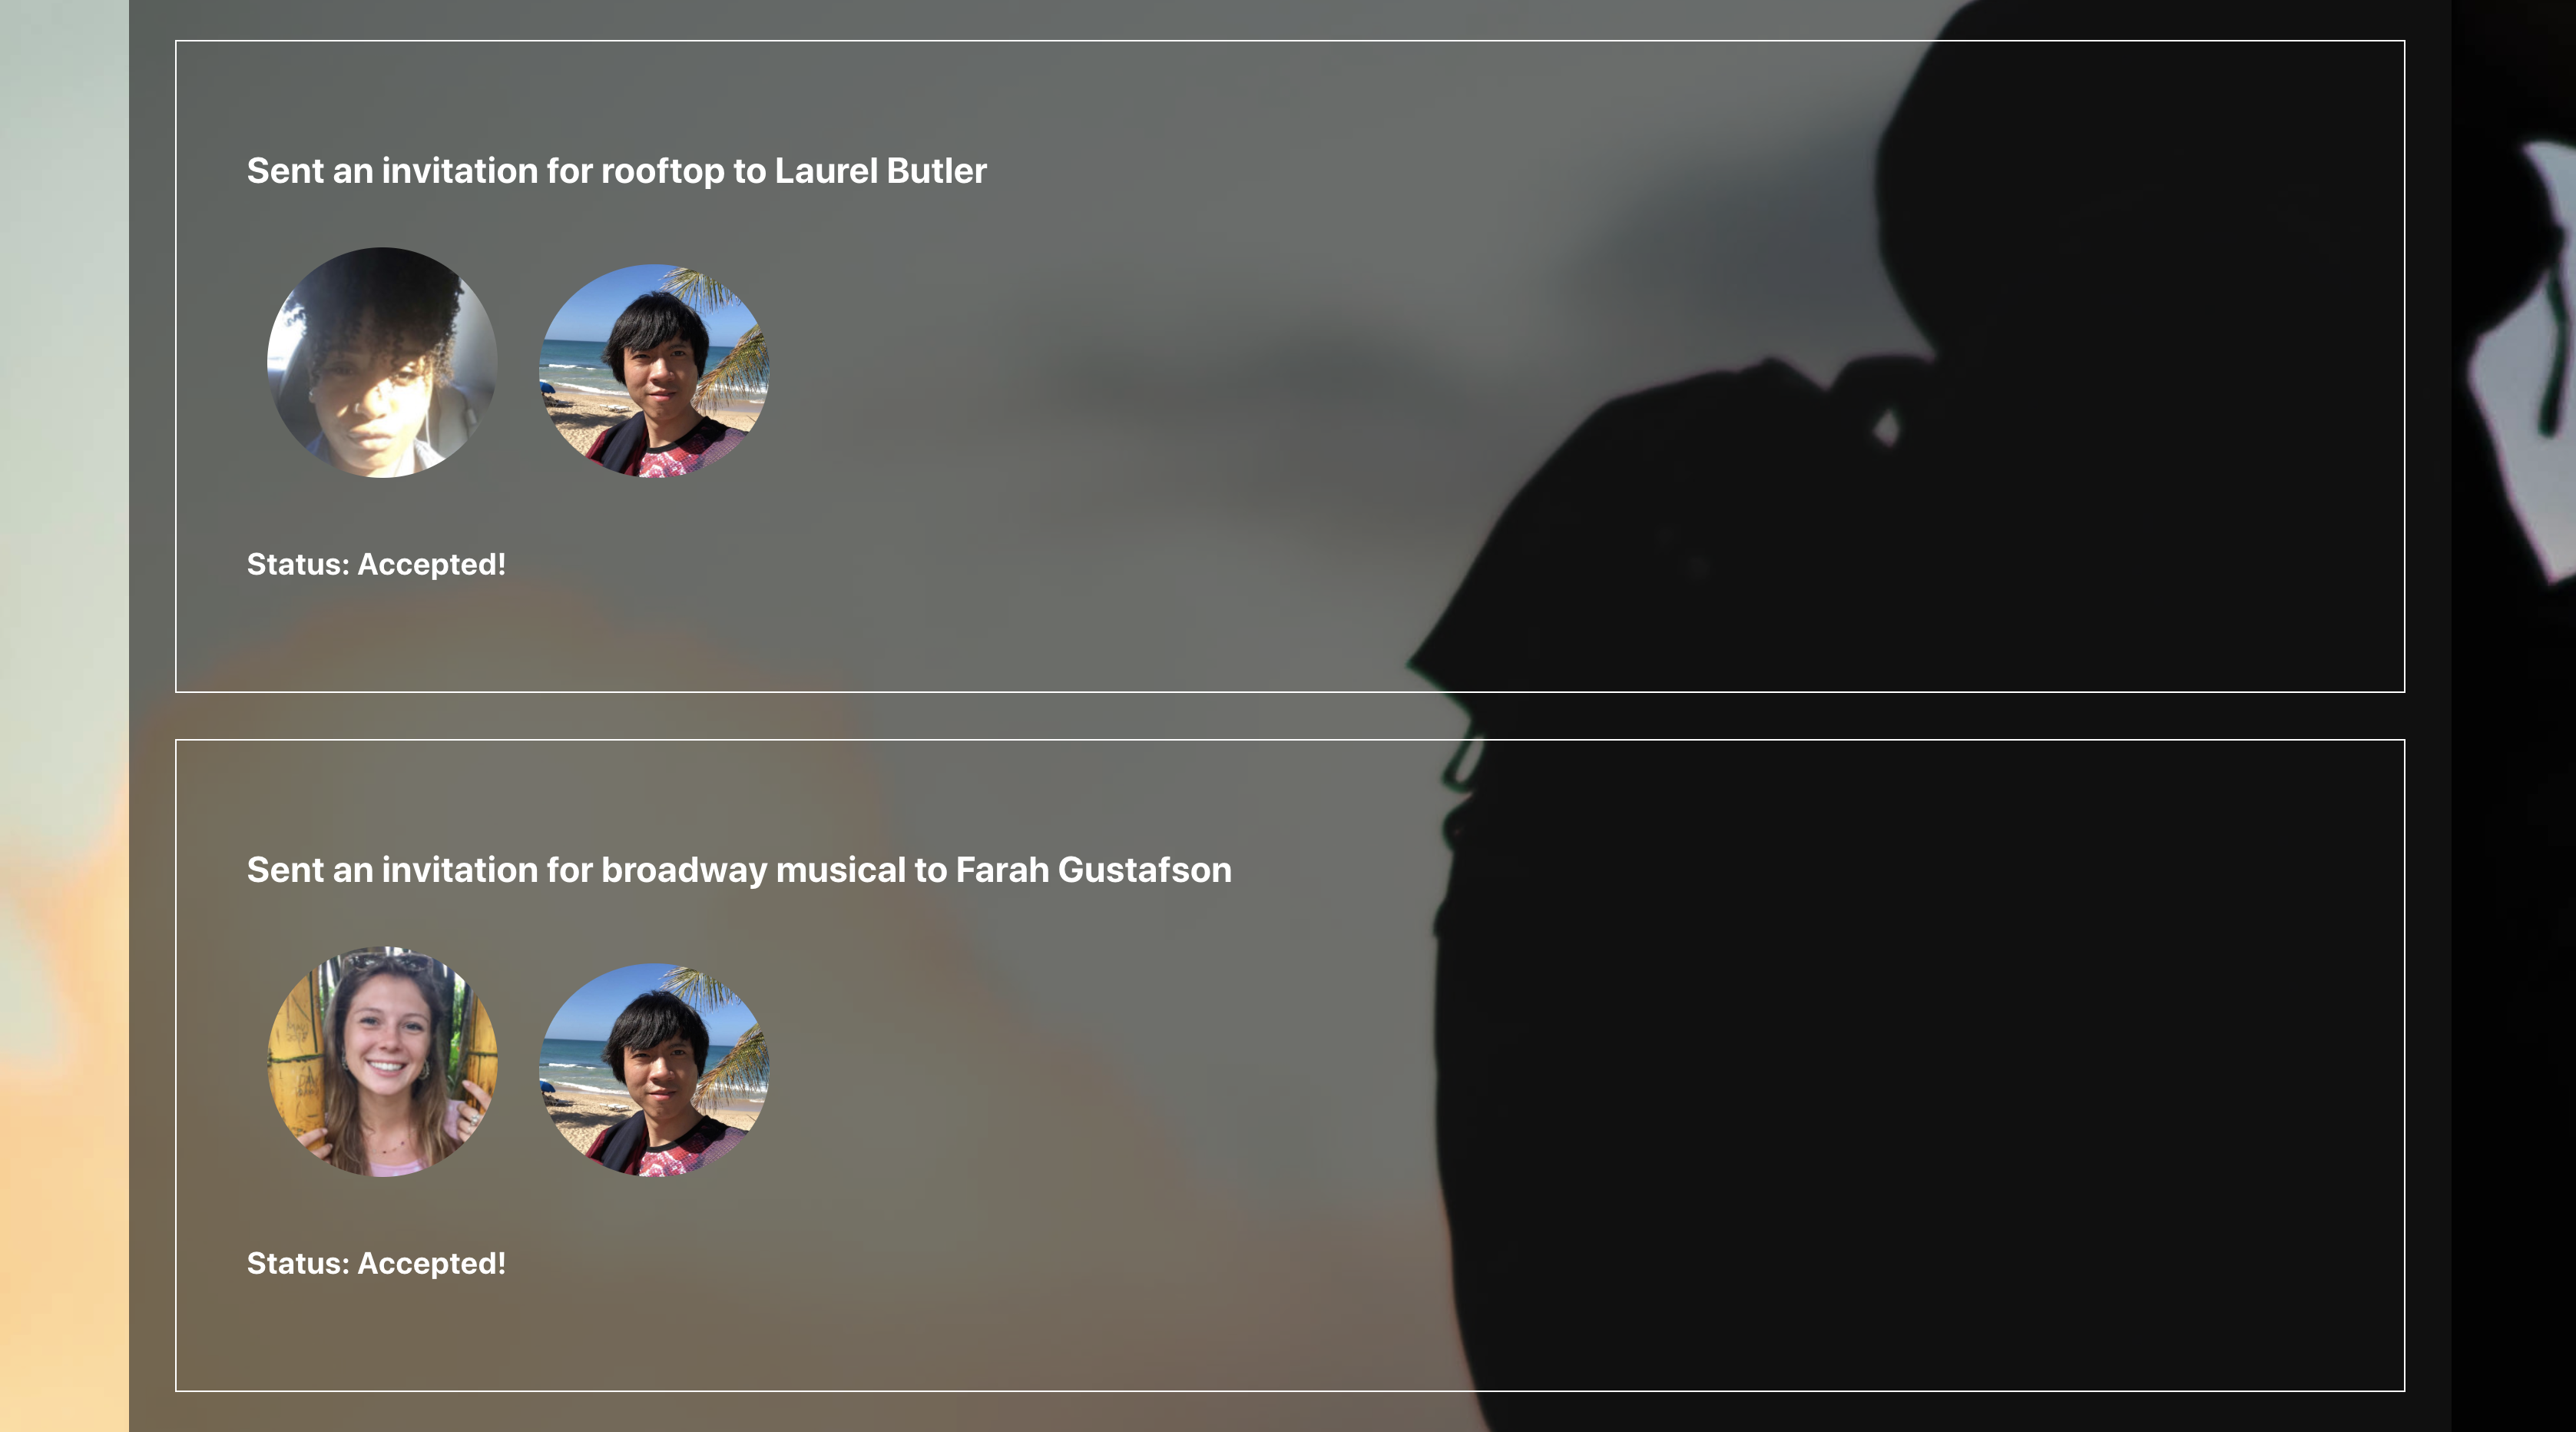 Sent an invitation for rooftop to Laurel Butler
Status: Accepted!
Sent an invitation for broadway musical to Farah Gustafson
Status: Accepted!